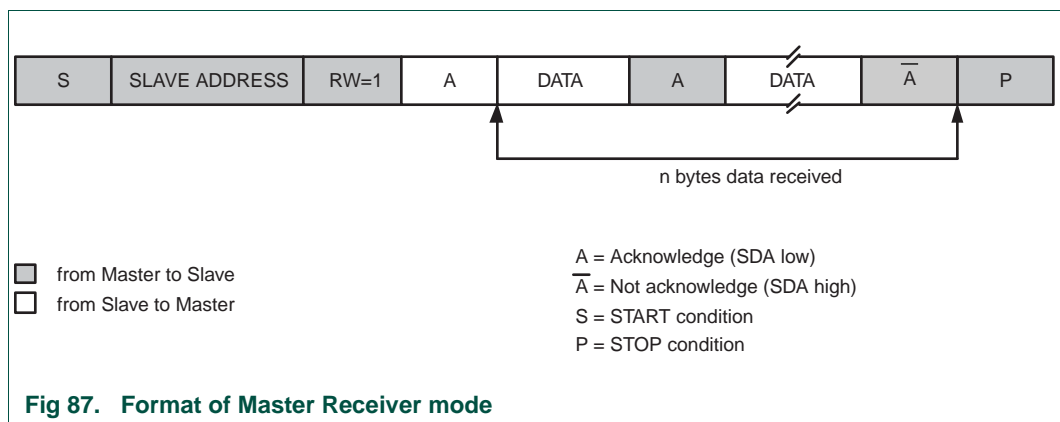 S SLAVE ADDRESS RW=1 A DATA A DATA A̅ P
n bytes data received
from Master to Slave
from Slave to Master
A = Acknowledge (SDA low)
A̅ = Not acknowledge (SDA high)
S = START condition
P = STOP condition
Fig 87. Format of Master Receiver mode